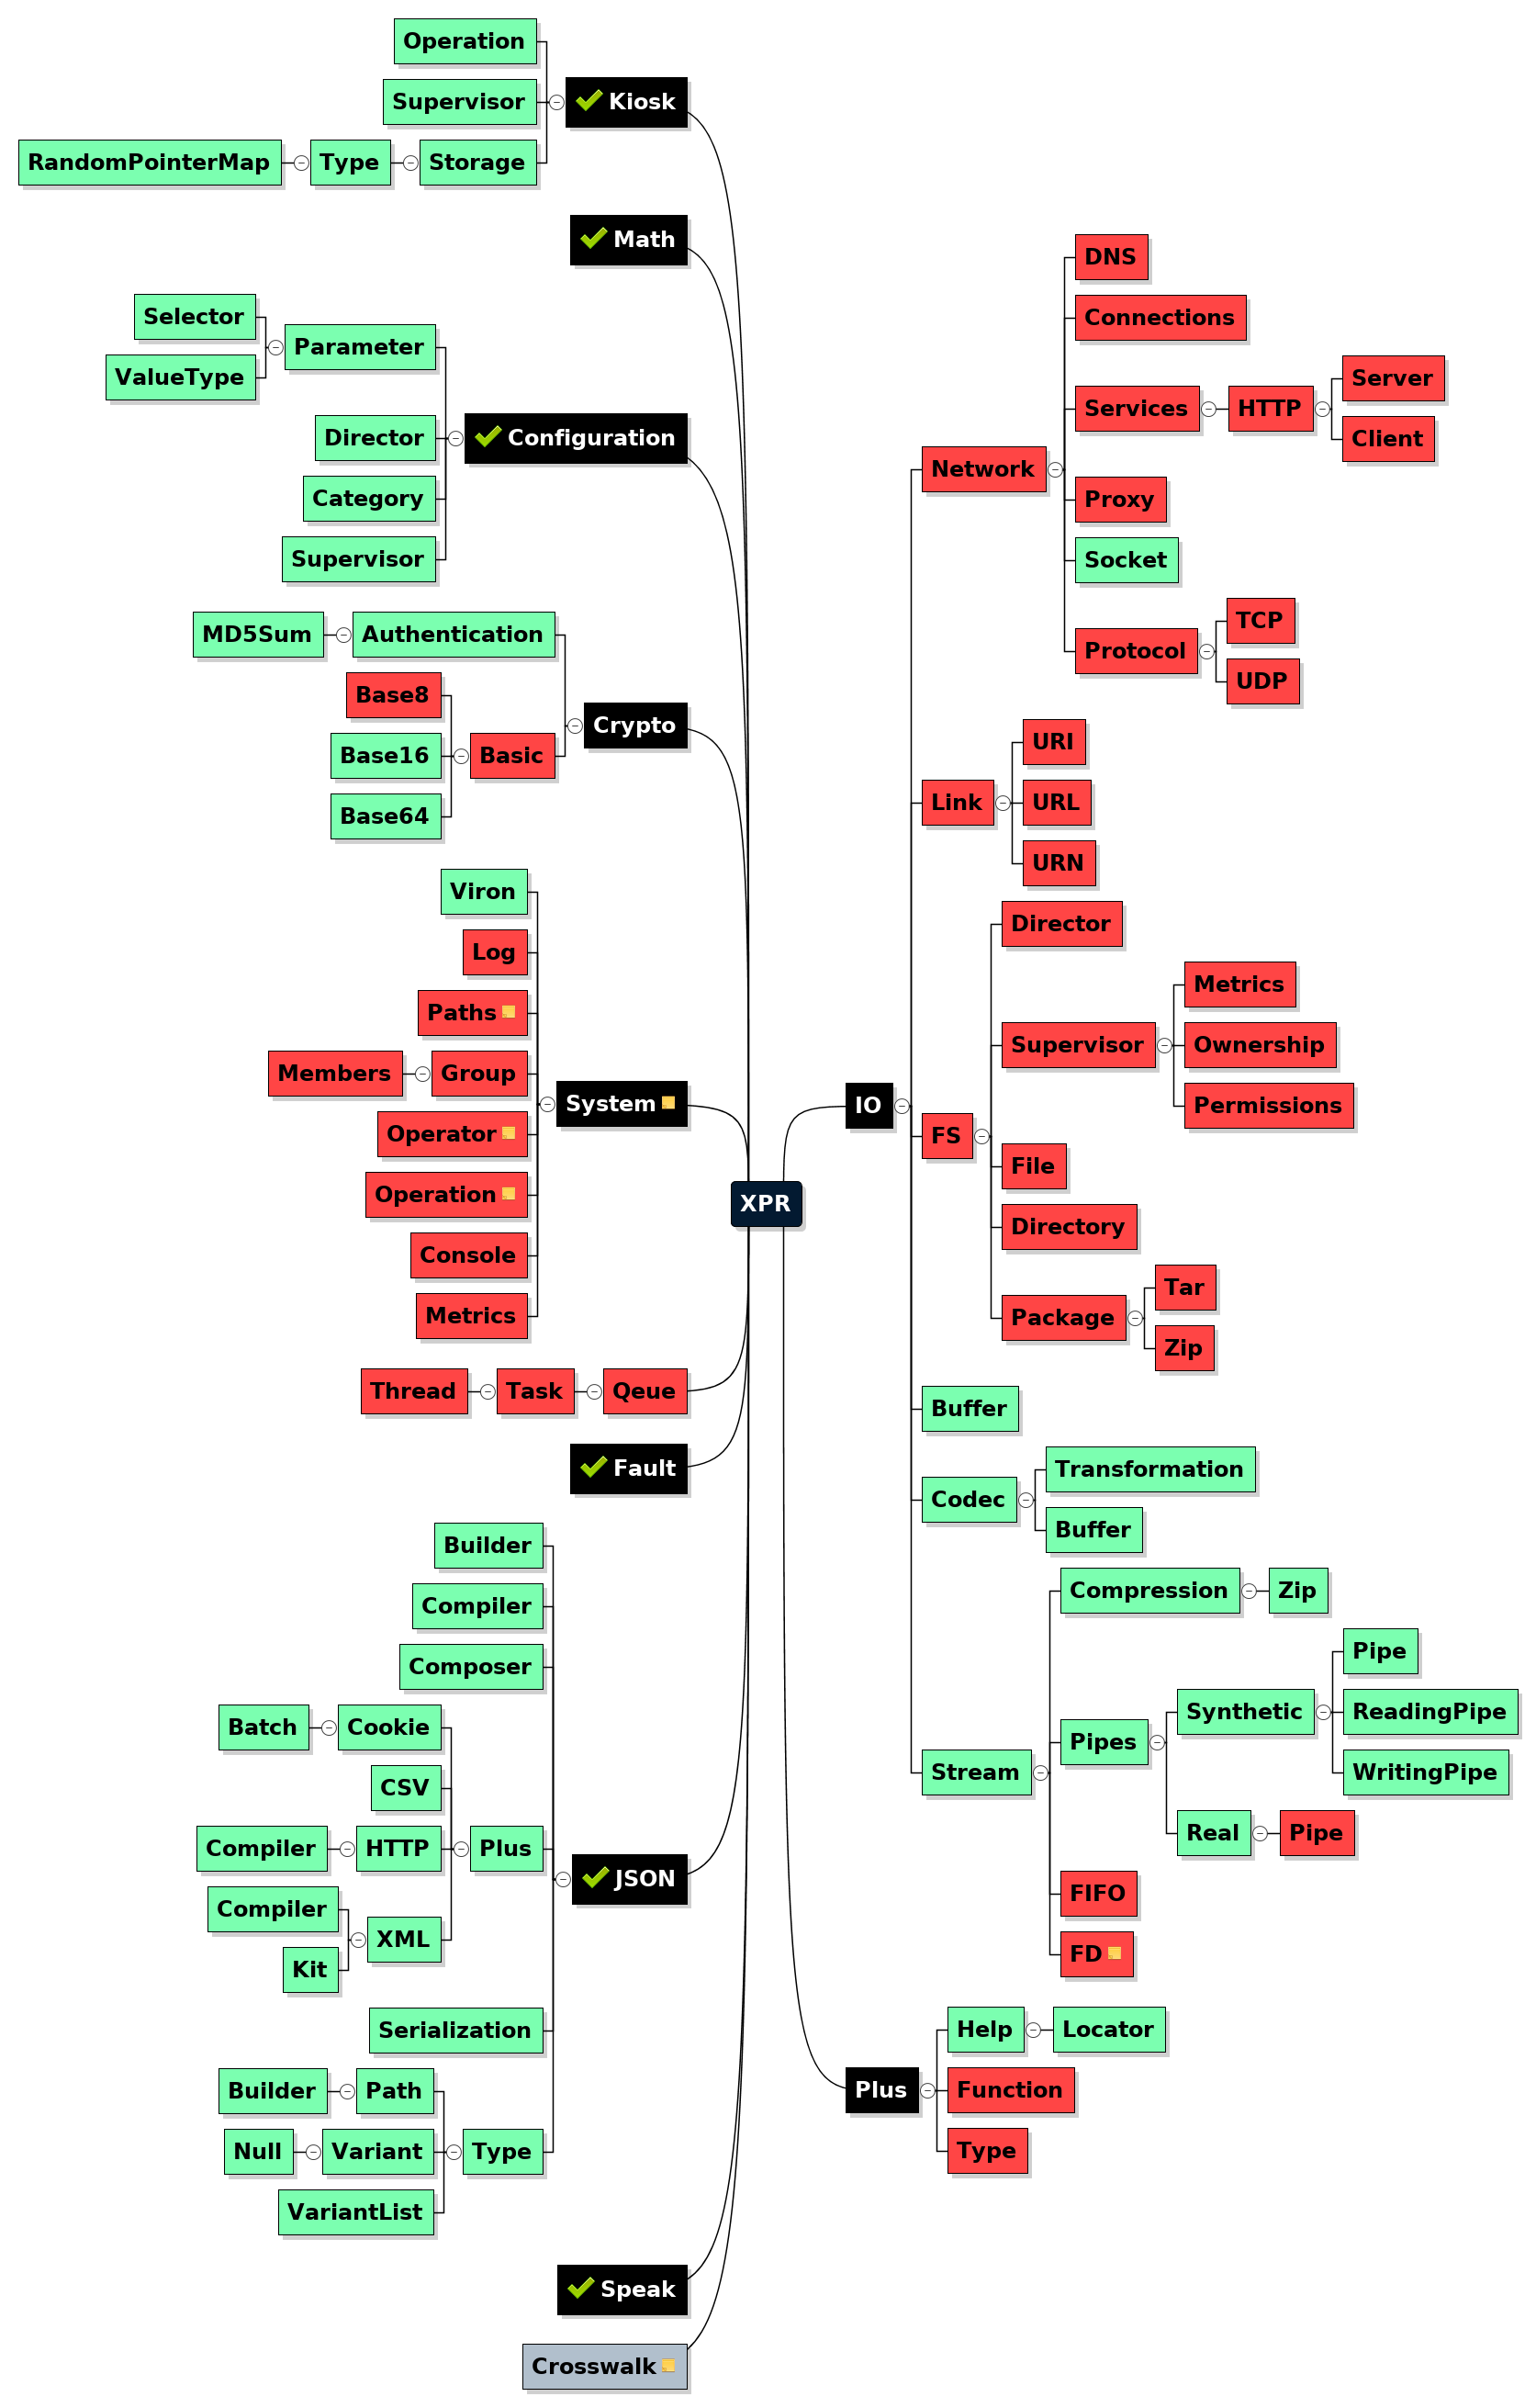 Operation
Supervisor
Kiosk
RandomPointerMap
Type
Storage
Math
Selector
Parameter
ValueType
Director
Configuration
Category
Supervisor
MD5Sum
Authentication
Base8
Crypto
Base16
Basic
Base64
Viron
Log
Paths
Members
Group
System
Operator
Operation
Console
Metrics
Thread
Task
Qeue
Fault
Builder
Compiler
Composer
Batch
Cookie
CSV
Compiler
HTTP
Plus
JSON
Compiler
XML
Kit
Serialization
Builder
Path
Null
Variant
Type
VariantList
Speak
Crosswalk
XPR
IO
DNS
Connections
Server
Services
HTTP
Client
Network
Proxy
Socket
TCP
Protocol
UDP
URI
Link
URL
URN
Director
Metrics
Supervisor
Ownership
Permissions
FS
File
Directory
Tar
Package
Zip
Buffer
Transformation
Codec
Buffer
Compression
Zip
Pipe
Synthetic
ReadingPipe
Pipes
WritingPipe
Stream
Real
Pipe
FIFO
FD
Help
Locator
Plus
Function
Type